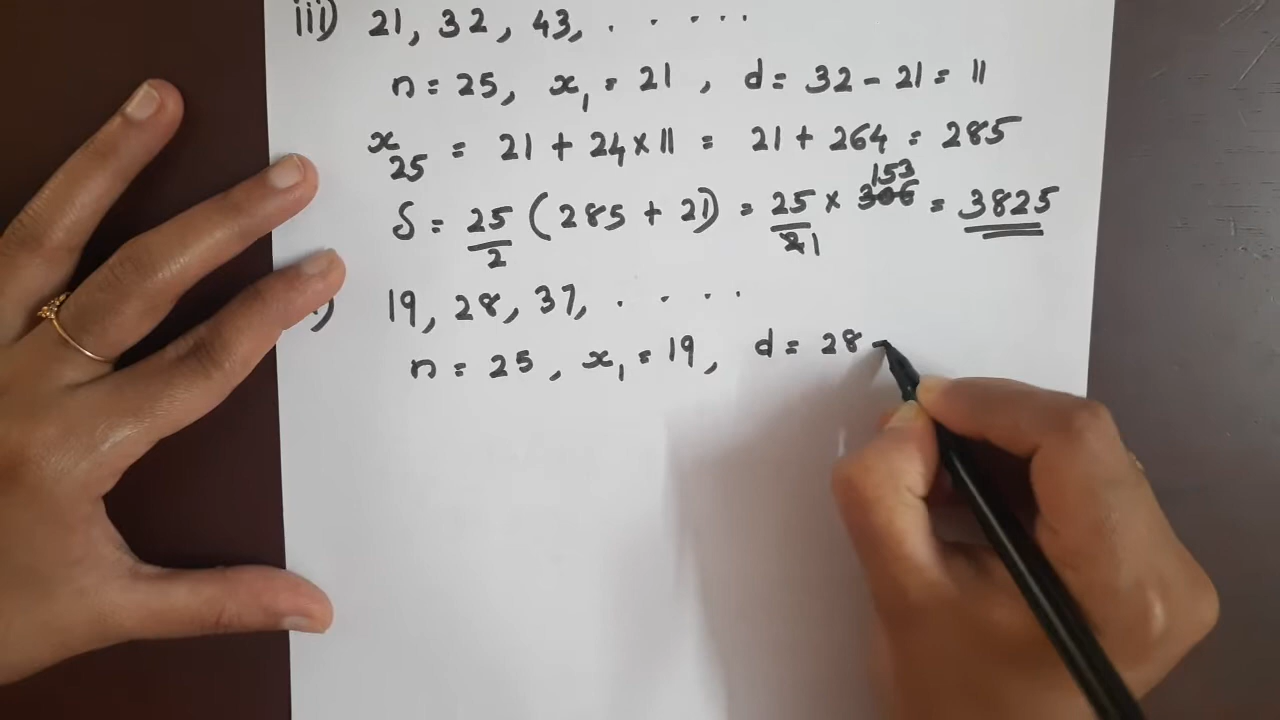 iii) 21, 32, 43, . . . . .
n = 25, x₁ = 21, d = 32 - 21 = 11
x₂₅ = 21 + 24 × 11 = 21 + 264 = 285
S = 25/2 (285 + 21) = 25/2 1 × 306 153 = 3825
) 19, 28, 37, . . . .
n = 25, x₁ = 19, d = 28 -